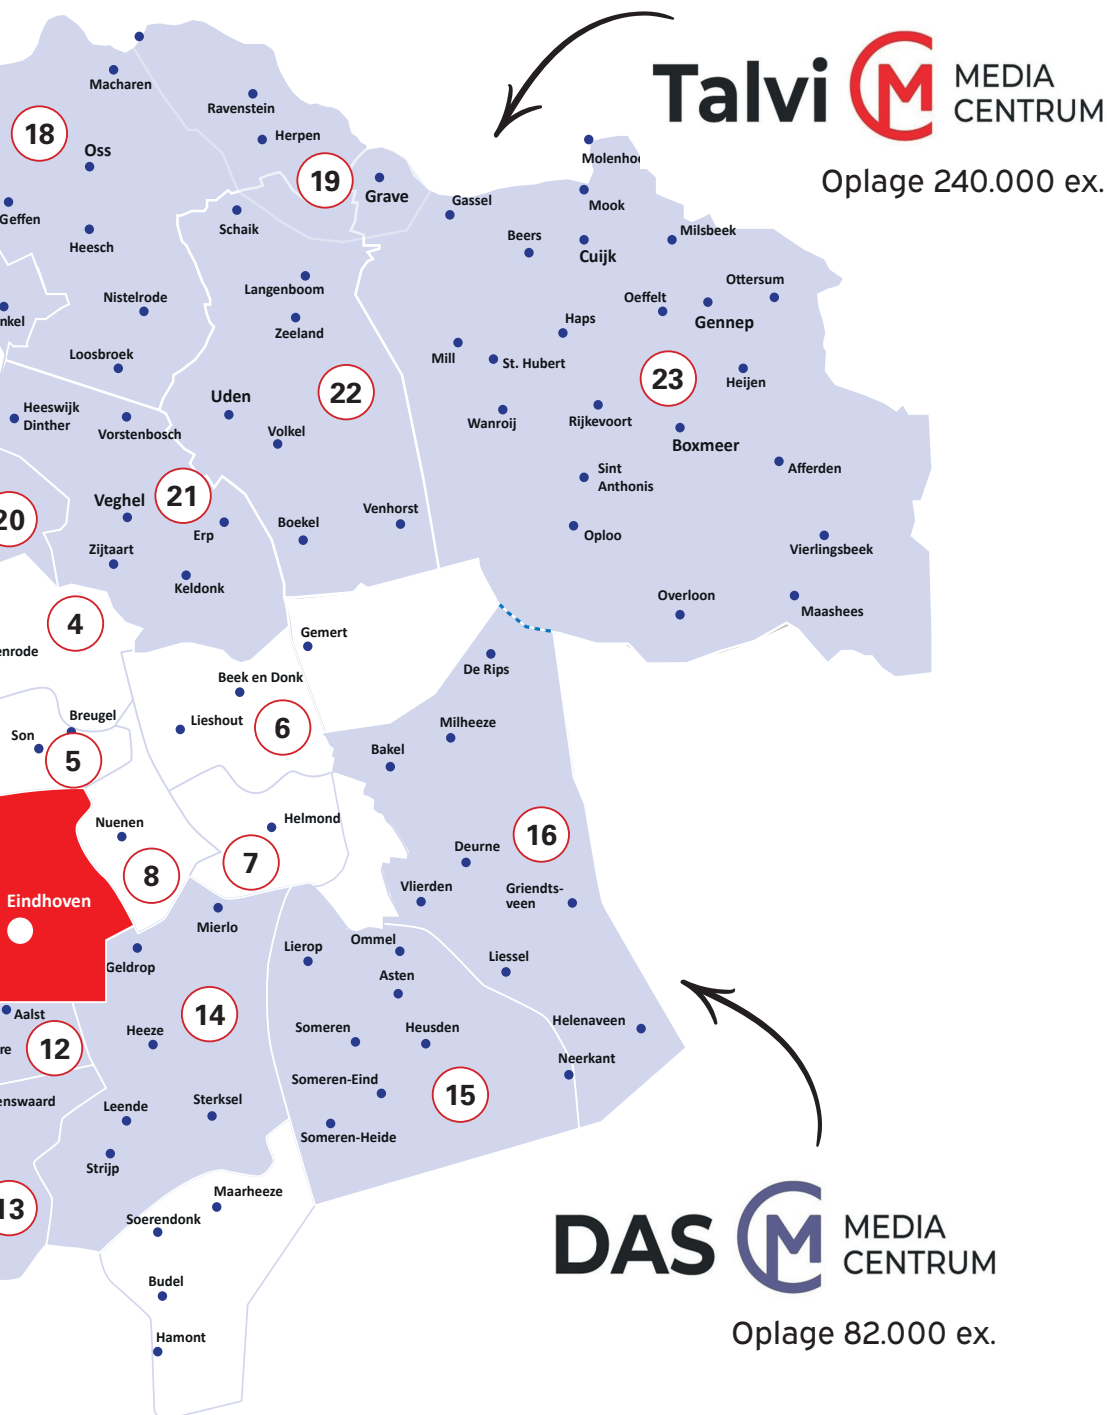 Talvi
CM
MEDIA
CENTRUM
Oplage 240.000 ex.
Macharen
Ravenstein
18
Herpen
Oss
19
Grave
Geffen
Schaik
Heesch
Gassel
Mook
Beers
Cuijk
Milsbeek
Langenboom
Ottersum
Nistelrode
Oeffelt
Gennep
Zeeland
Haps
Loosbroek
Mill
St. Hubert
23
Heijen
22
Uden
Heeswijk
Dinther
Vorstenbosch
Volkel
Wanroij
Rijkevoort
Boxmeer
Sint
Anthonis
Afferden
Veghel
21
20
Erp
Boekel
Venhorst
Oploo
Zijtaart
Vierlingsbeek
Keldonk
Overloon
Maashees
4
Gemert
De Rips
Beek en Donk
Breugel
Lieshout
6
Son
5
Milheeze
Bakel
Nuenen
Helmond
16
8
7
Deurne
Vlierden
Griendts-
veen
Eindhoven
Mierlo
Lierop
Ommel
Liessel
Geldrop
Asten
Aalst
14
12
Heeze
Someren
Heusden
Helenaveen
Neerkant
Someren-Eind
15
Leende
Sterksel
Someren-Heide
Strijp
13
Maarheeze
Soerendonk
Budel
Hamont
DAS
CM
MEDIA
CENTRUM
Oplage 82.000 ex.